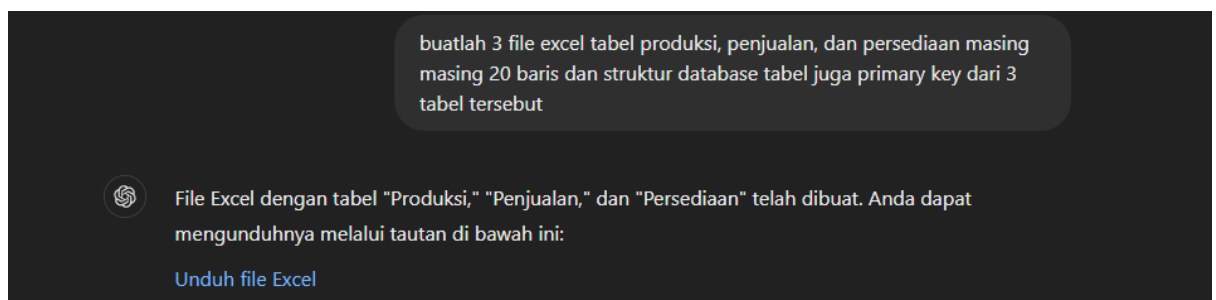 buatlah 3 file excel tabel produksi, penjualan, dan persediaan masing
masing 20 baris dan struktur database tabel juga primary key dari 3
tabel tersebut
File Excel dengan tabel "Produksi," "Penjualan," dan "Persediaan" telah dibuat. Anda dapat
mengunduhnya melalui tautan di bawah ini:
Unduh file Excel